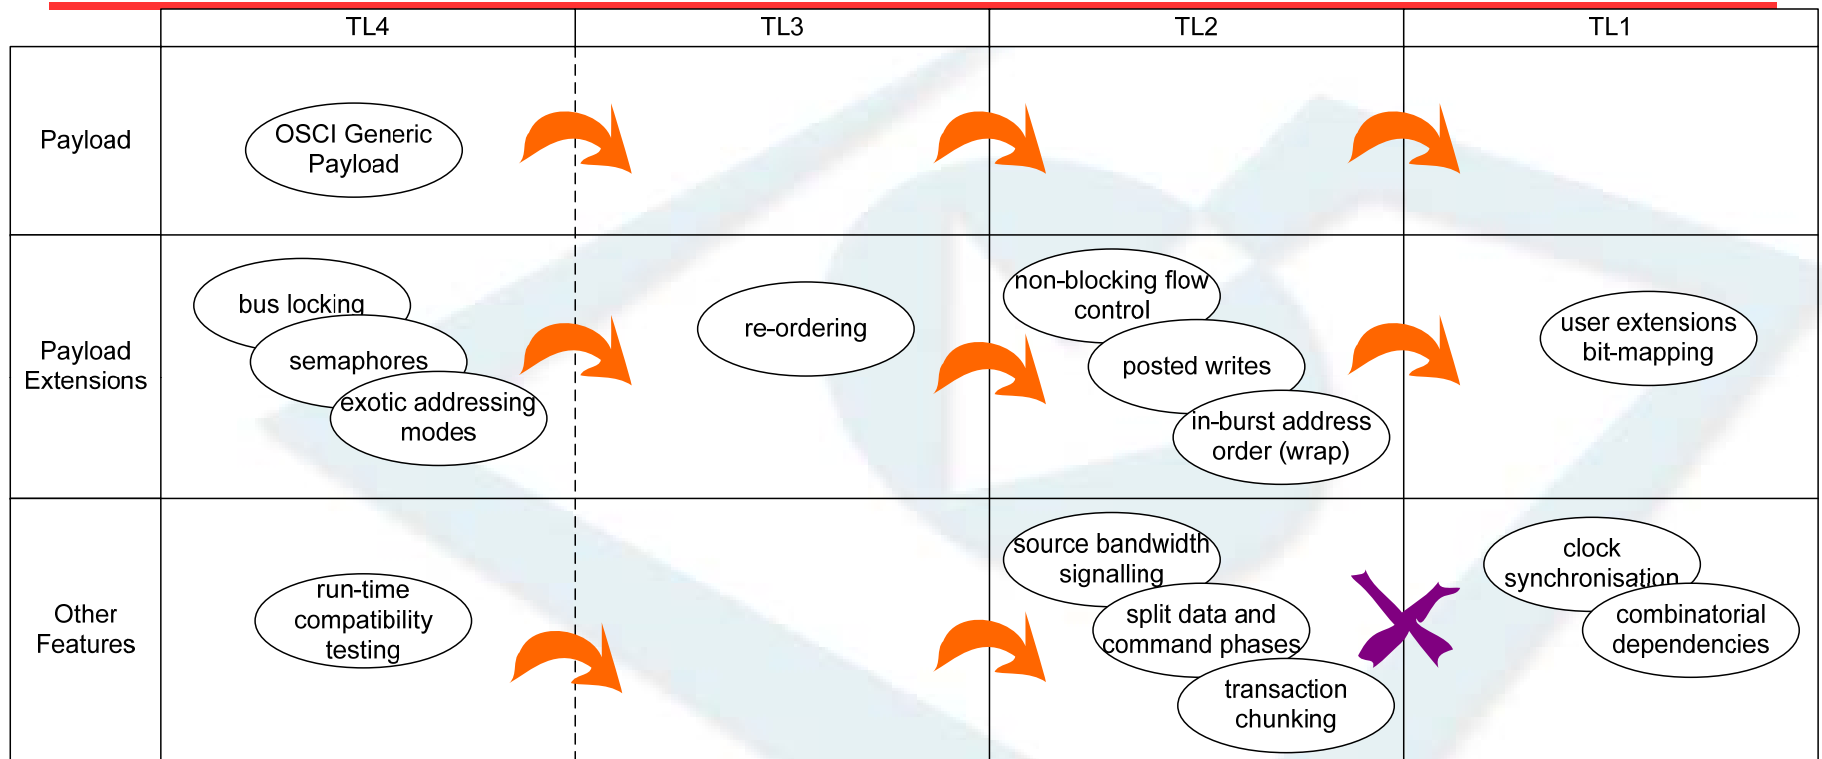 TL4
TL3
TL2
TL1
Payload
OSCI Generic
Payload
Payload
Extensions
bus locking
semaphores
exotic addressing
modes
re-ordering
non-blocking flow
control
posted writes
in-burst address
order (wrap)
user extensions
bit-mapping
Other
Features
run-time
compatibility
testing
source bandwidth
signalling
split data and
command phases
transaction
chunking
clock
synchronisation
combinatorial
dependencies